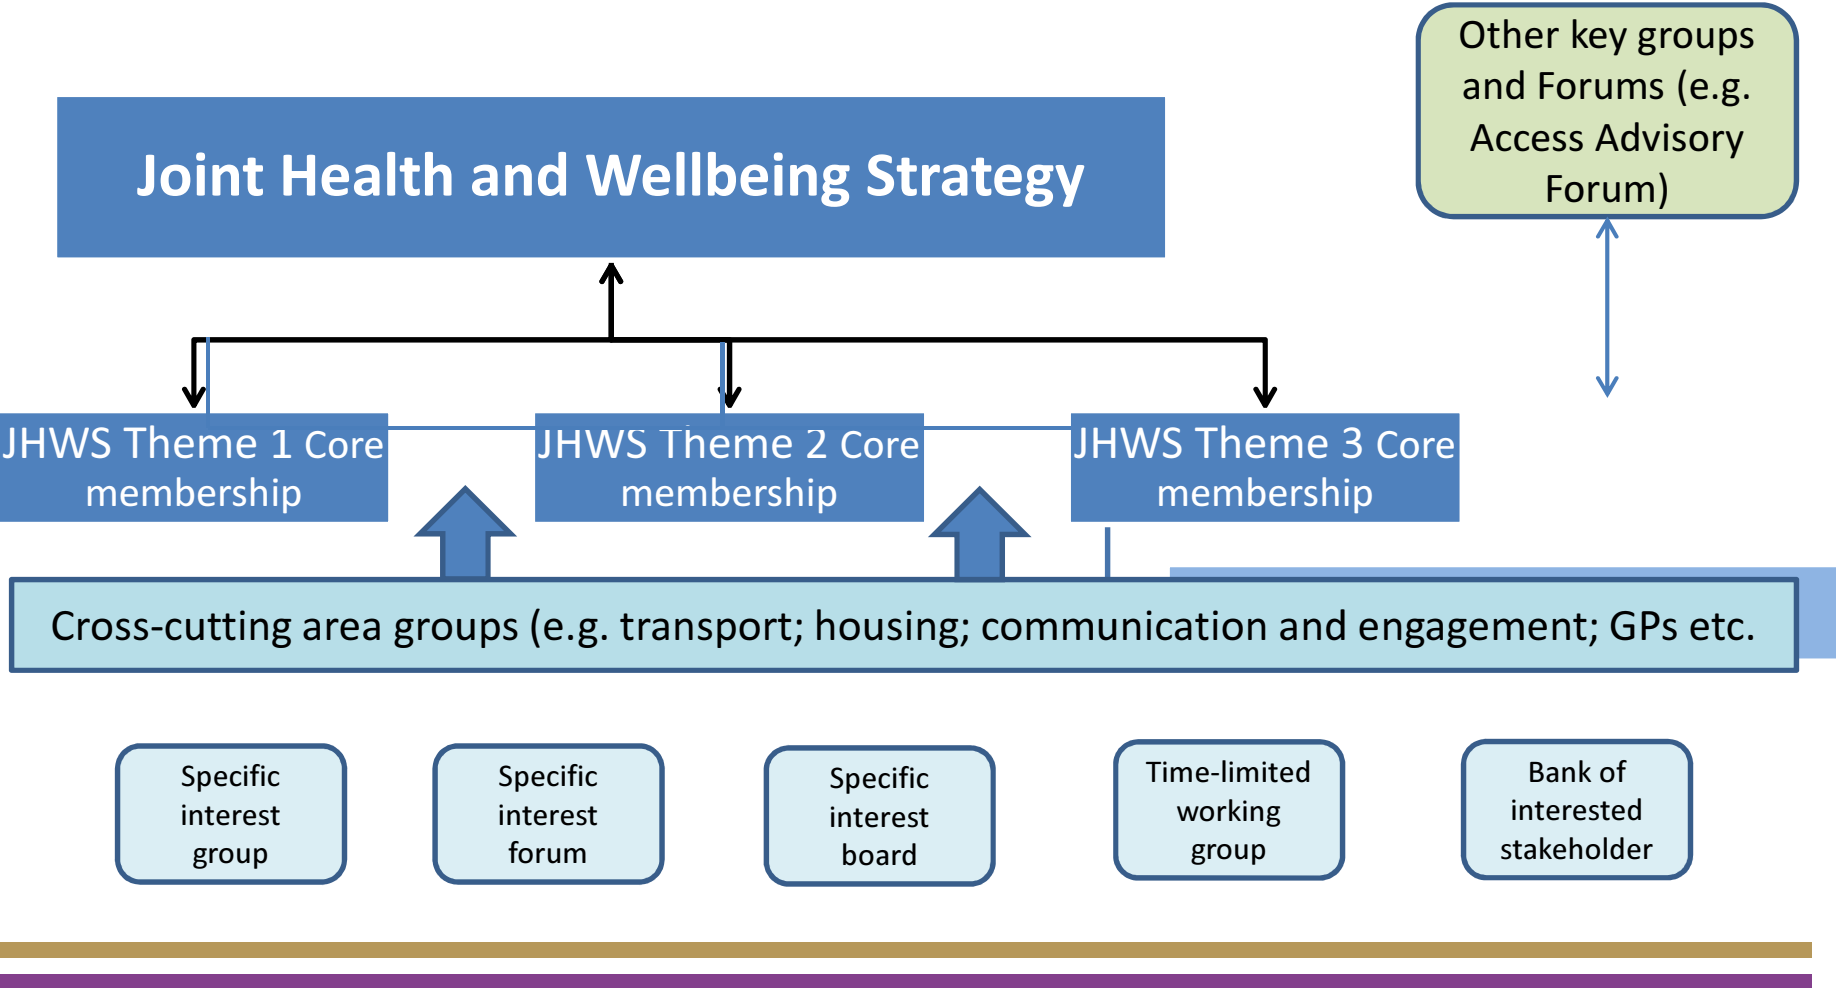 Other key groups
and Forums (e.g.
Access Advisory
Forum)
Joint Health and Wellbeing Strategy
JHWS Theme 1 Core
membership
JHWS Theme 2 Core
membership
JHWS Theme 3 Core
membership
Cross-cutting area groups (e.g. transport; housing; communication and engagement; GPs etc.
Specific
interest
group
Specific
interest
forum
Specific
interest
board
Time-limited
working
group
Bank of
interested
stakeholder